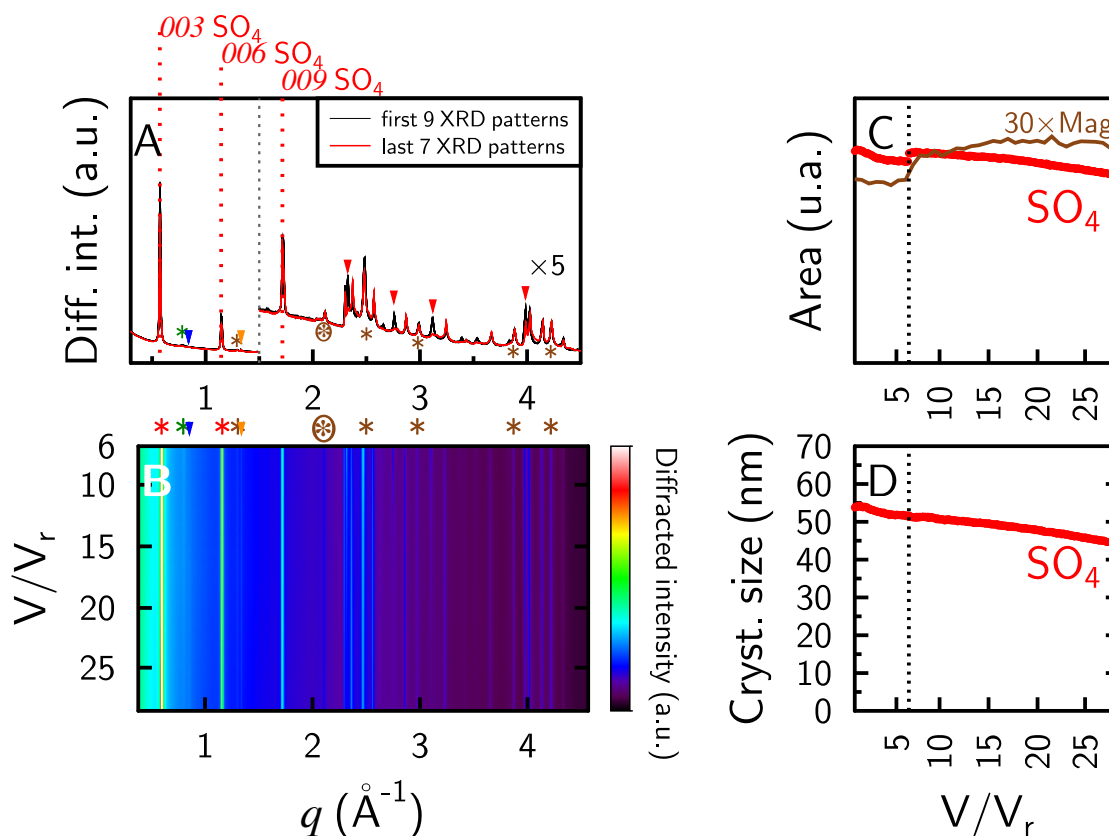 003 SO4
006 SO4
009 SO4
Diff. int. (a.u.)
A
first 9 XRD patterns
last 7 XRD patterns
×5
1 2 3 4
* * * * * * *
* * * * * * * * *
V/Vr
6
10
15
20
25
B
1 2 3 4
q (Å-1)
Diffracted intensity (a.u.)
Area (u.a.)
C
30×Mag
SO4
5 10 15 20 25
Cryst. size (nm)
70
60
50
40
30
20
10
0
D
SO4
5 10 15 20 25
V/Vr